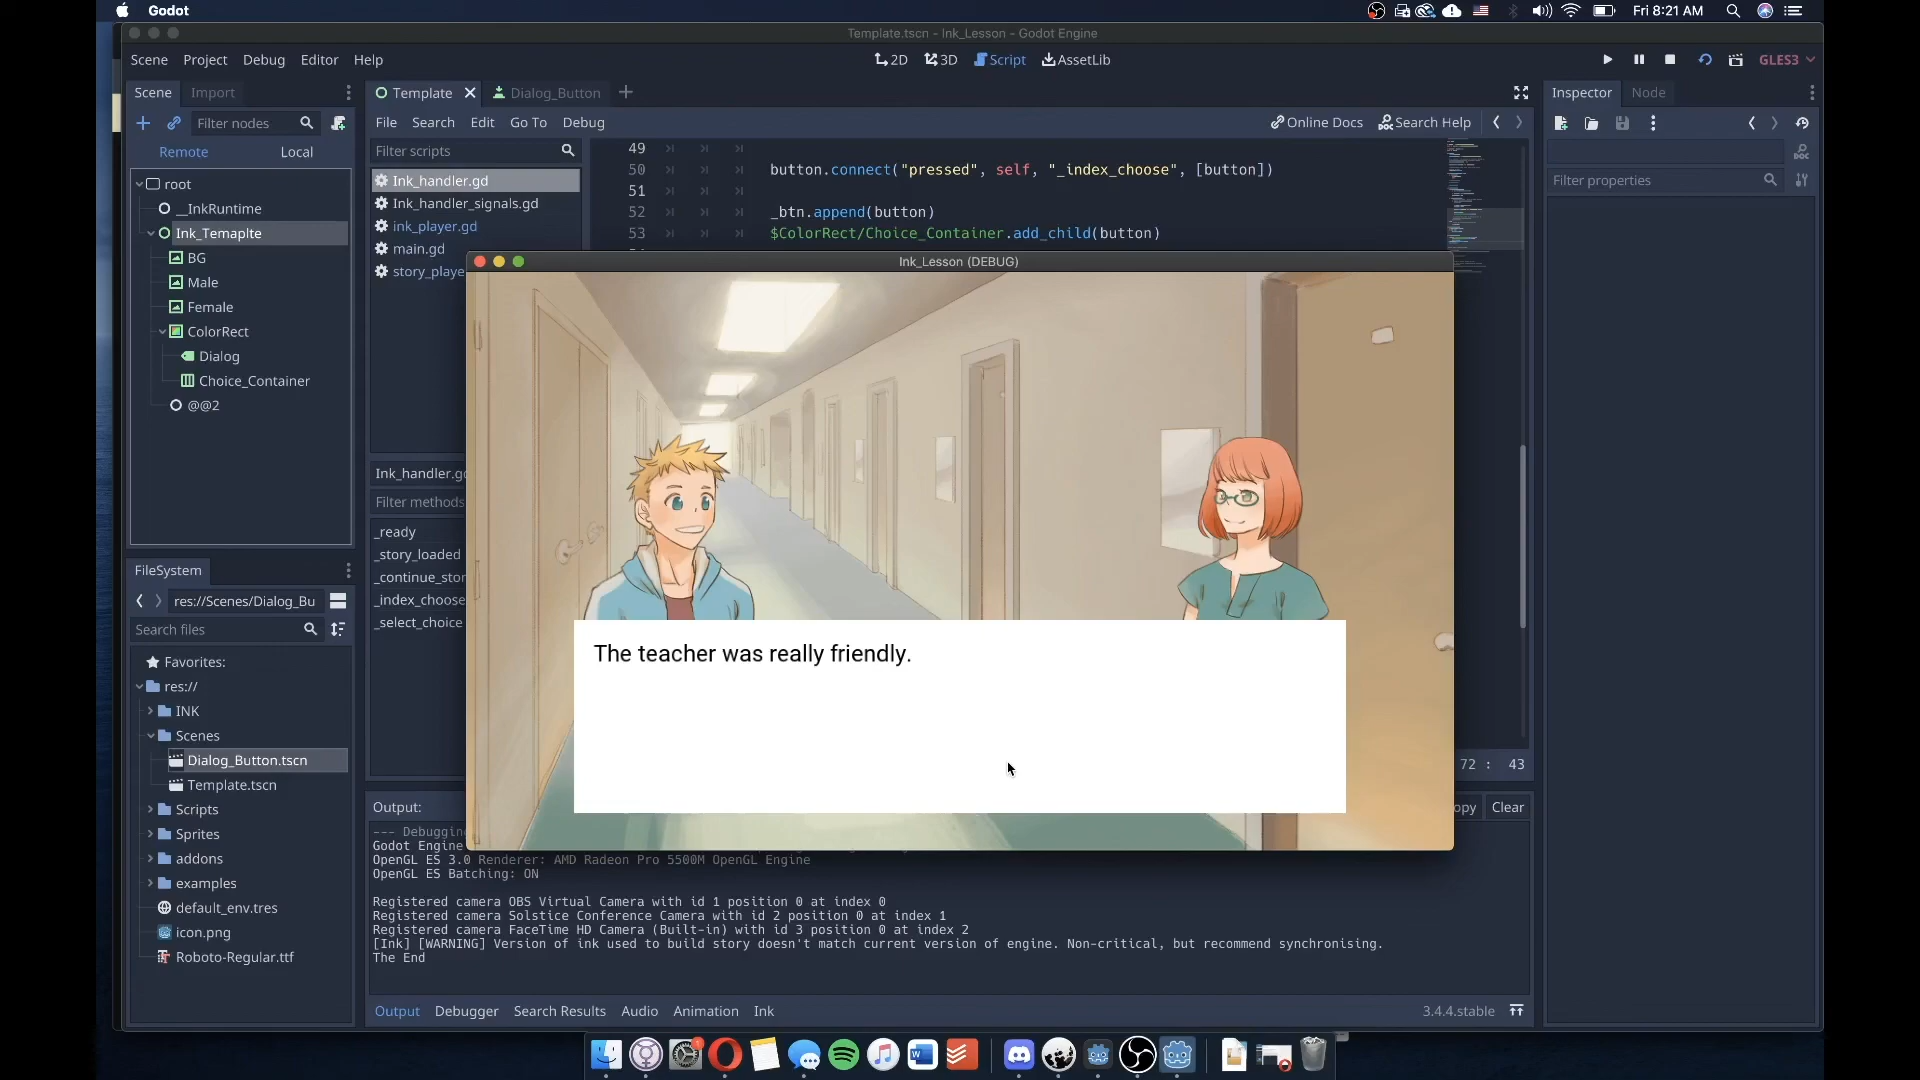 Godot
Fri 8:21 AM
Template.tscn - Ink_Lesson - Godot Engine
Scene Project Debug Editor Help
2D 3D Script AssetLib
GLES3
Scene Import
Template Dialog_Button
Inspector Node
Filter nodes
File Search Edit Go To Debug
Online Docs Search Help
Remote Local
Filter scripts
49
50 button.connect("pressed", self, "_index_choose", [button])
51
52 _btn.append(button)
53 $ColorRect/Choice_Container.add_child(button)
Filter properties
root
__InkRuntime
Ink_Temaplte
BG
Male
Female
ColorRect
Dialog
Choice_Container
@@2
Ink_handler.gd
Ink_handler_signals.gd
ink_player.gd
main.gd
story_playe
Ink_handler.gd
Filter methods
_ready
_story_loaded
_continue_stor
_index_choose
_select_choice
Ink_Lesson (DEBUG)
The teacher was really friendly.
72 : 43
FileSystem
res://Scenes/Dialog_Bu
Search files
Favorites:
res://
INK
Scenes
Dialog_Button.tscn
Template.tscn
Scripts
Sprites
addons
examples
default_env.tres
icon.png
Roboto-Regular.ttf
Output:
opy Clear
--- Debugging
Godot Engine
OpenGL ES 3.0 Renderer: AMD Radeon Pro 5500M OpenGL Engine
OpenGL ES Batching: ON
Registered camera OBS Virtual Camera with id 1 position 0 at index 0
Registered camera Solstice Conference Camera with id 2 position 0 at index 1
Registered camera FaceTime HD Camera (Built-in) with id 3 position 0 at index 2
[Ink] [WARNING] Version of ink used to build story doesn't match current version of engine. Non-critical, but recommend synchronising.
The End
Output Debugger Search Results Audio Animation Ink
3.4.4.stable